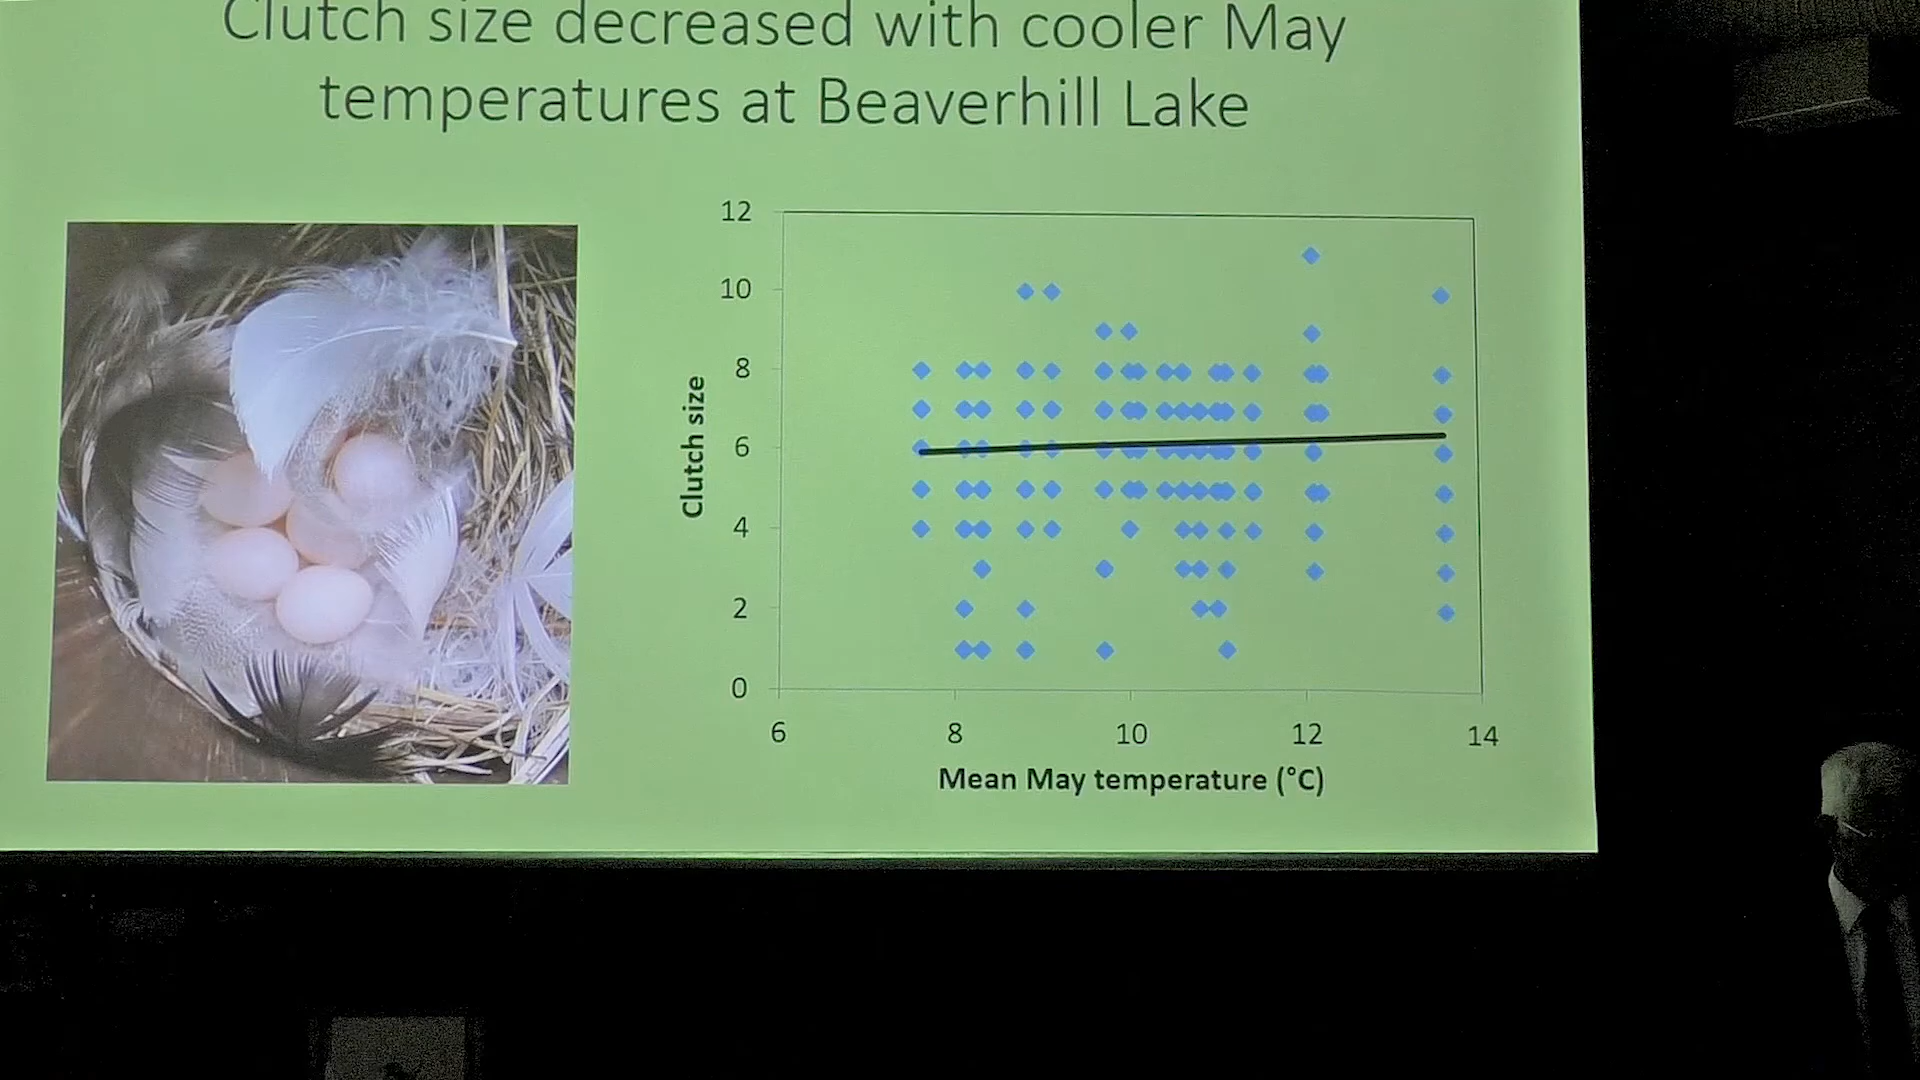 Clutch size decreased with cooler May
temperatures at Beaverhill Lake
12
10
8
6
4
2
0
Clutch size
6 8 10 12 14
Mean May temperature (°C)